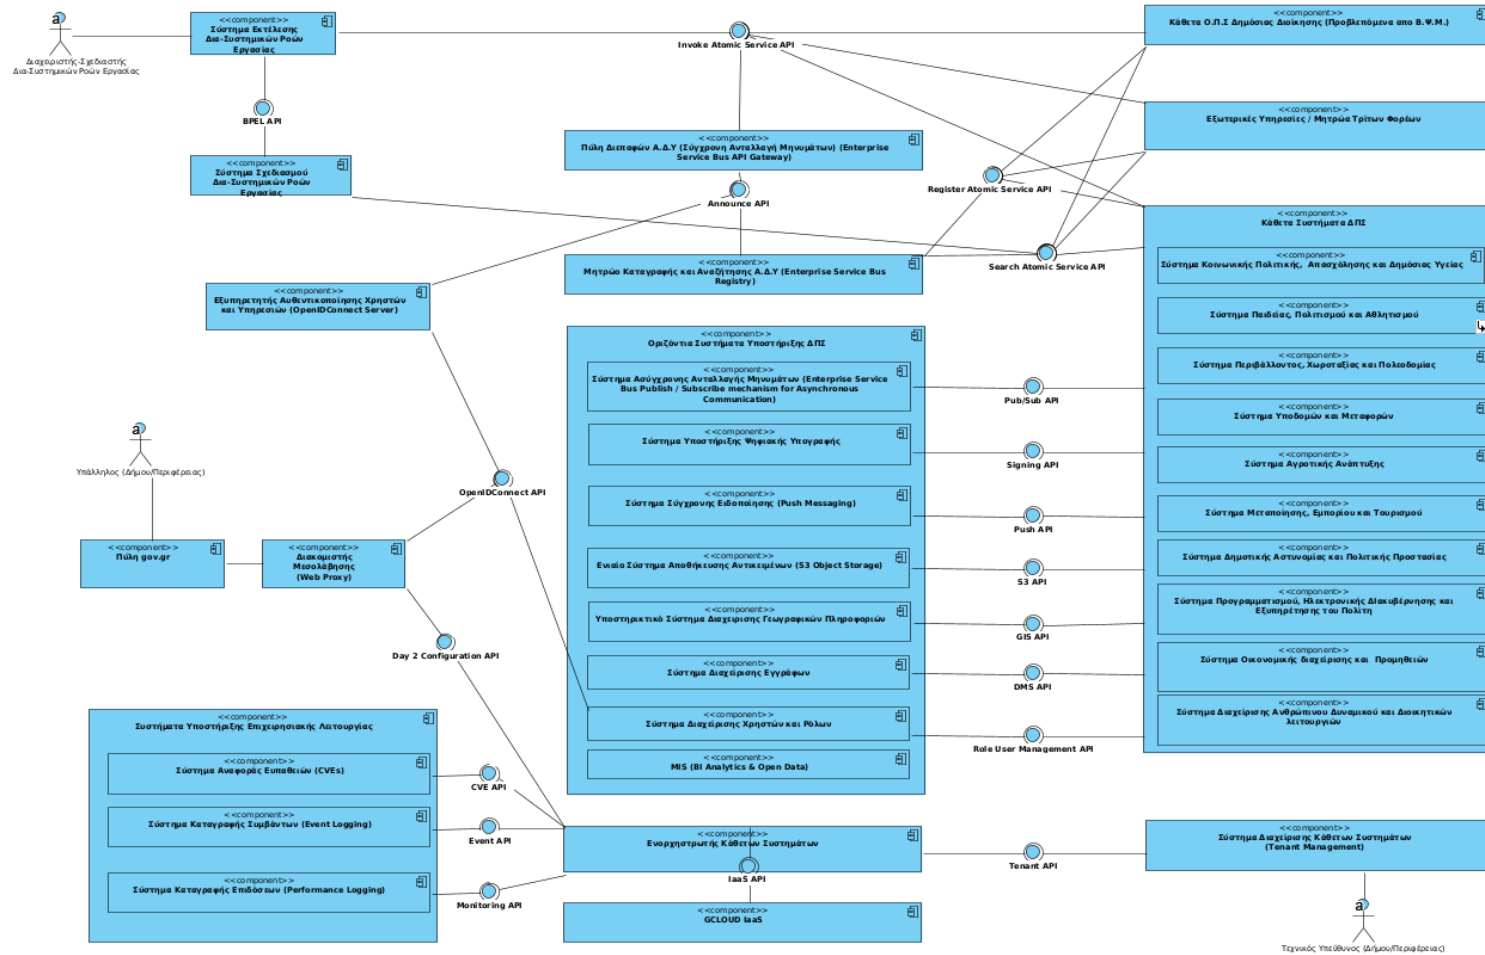 a
Διαχειριστής-Σχεδιαστής
Δια-Συστημικών Ροών Εργασίας
<<component>>
Σύστημα Εκτέλεσης
Δια-Συστημικών Ροών
Εργασίας
BPEL API
<<component>>
Σύστημα Σχεδιασμού
Δια-Συστημικών Ροών
Εργασίας
Invoke Atomic Service API
<<component>>
Κάθετα Ο.Π.Σ Δημόσιας Διοίκησης (Προβλεπόμενα απο Β.Ψ.Μ.)
<<component>>
Εξωτερικές Υπηρεσίες / Μητρώα Τρίτων Φορέων
<<component>>
Πύλη Διεπαφών Α.Δ.Υ (Σύγχρονη Ανταλλαγή Μηνυμάτων) (Enterprise
Service Bus API Gateway)
Announce API
Register Atomic Service API
Search Atomic Service API
<<component>>
Μητρώο Καταγραφής και Αναζήτησης Α.Δ.Υ (Enterprise Service Bus
Registry)
<<component>>
Εξυπηρετητής Αυθεντικοποίησης Χρηστών
και Υπηρεσιών (OpenIDConnect Server)
<<component>>
Οριζόντια Συστήματα Υποστήριξης ΔΠΣ
<<component>>
Σύστημα Ασύγχρονης Ανταλλαγής Μηνυμάτων (Enterprise Service
Bus Publish / Subscribe mechanism for Asynchronous
Communication)
<<component>>
Σύστημα Υποστήριξης Ψηφιακής Υπογραφής
<<component>>
Σύστημα Σύγχρονης Ειδοποίησης (Push Messaging)
<<component>>
Ενιαίο Σύστημα Αποθήκευσης Αντικειμένων (S3 Object Storage)
<<component>>
Υποστηρικτικό Σύστημα Διαχείρισης Γεωγραφικών Πληροφοριών
<<component>>
Σύστημα Διαχείρισης Εγγράφων
<<component>>
Σύστημα Διαχείρισης Χρηστών και Ρόλων
<<component>>
MIS (BI Analytics & Open Data)
Pub/Sub API
Signing API
Push API
S3 API
GIS API
DMS API
Role User Management API
<<component>>
Κάθετα Συστήματα ΔΠΣ
<<component>>
Σύστημα Κοινωνικής Πολιτικής, Απασχόλησης και Δημόσιας Υγείας
<<component>>
Σύστημα Παιδείας, Πολιτισμού και Αθλητισμού
<<component>>
Σύστημα Περιβάλλοντος, Χωροταξίας και Πολεοδομίας
<<component>>
Σύστημα Υποδομών και Μεταφορών
<<component>>
Σύστημα Αγροτικής Ανάπτυξης
<<component>>
Σύστημα Μεταποίησης, Εμπορίου και Τουρισμού
<<component>>
Σύστημα Δημοτικής Αστυνομίας και Πολιτικής Προστασίας
<<component>>
Σύστημα Προγραμματισμού, Ηλεκτρονικής Διακυβέρνησης και
Εξυπηρέτησης του Πολίτη
<<component>>
Σύστημα Οικονομικής διαχείρισης και Προμηθειών
<<component>>
Σύστημα Διαχείρισης Ανθρώπινου Δυναμικού και Διοικητικών
λειτουργιών
a
Υπάλληλος (Δήμου/Περιφέρειας)
OpenIDConnect API
<<component>>
Πύλη gov.gr
<<component>>
Διακομιστής
Μεσολάβησης
(Web Proxy)
Day 2 Configuration API
<<component>>
Συστήματα Υποστήριξης Επιχειρησιακής Λειτουργίας
<<component>>
Σύστημα Αναφοράς Ευπαθειών (CVEs)
<<component>>
Σύστημα Καταγραφής Συμβάντων (Event Logging)
<<component>>
Σύστημα Καταγραφής Επιδόσεων (Performance Logging)
CVE API
Event API
Monitoring API
<<component>>
Ενορχηστρωτής Κάθετων Συστημάτων
IaaS API
<<component>>
GCLOUD IaaS
Tenant API
<<component>>
Σύστημα Διαχείρισης Κάθετων Συστημάτων
(Tenant Management)
a
Τεχνικός Υπεύθυνος (Δήμου/Περιφέρειας)